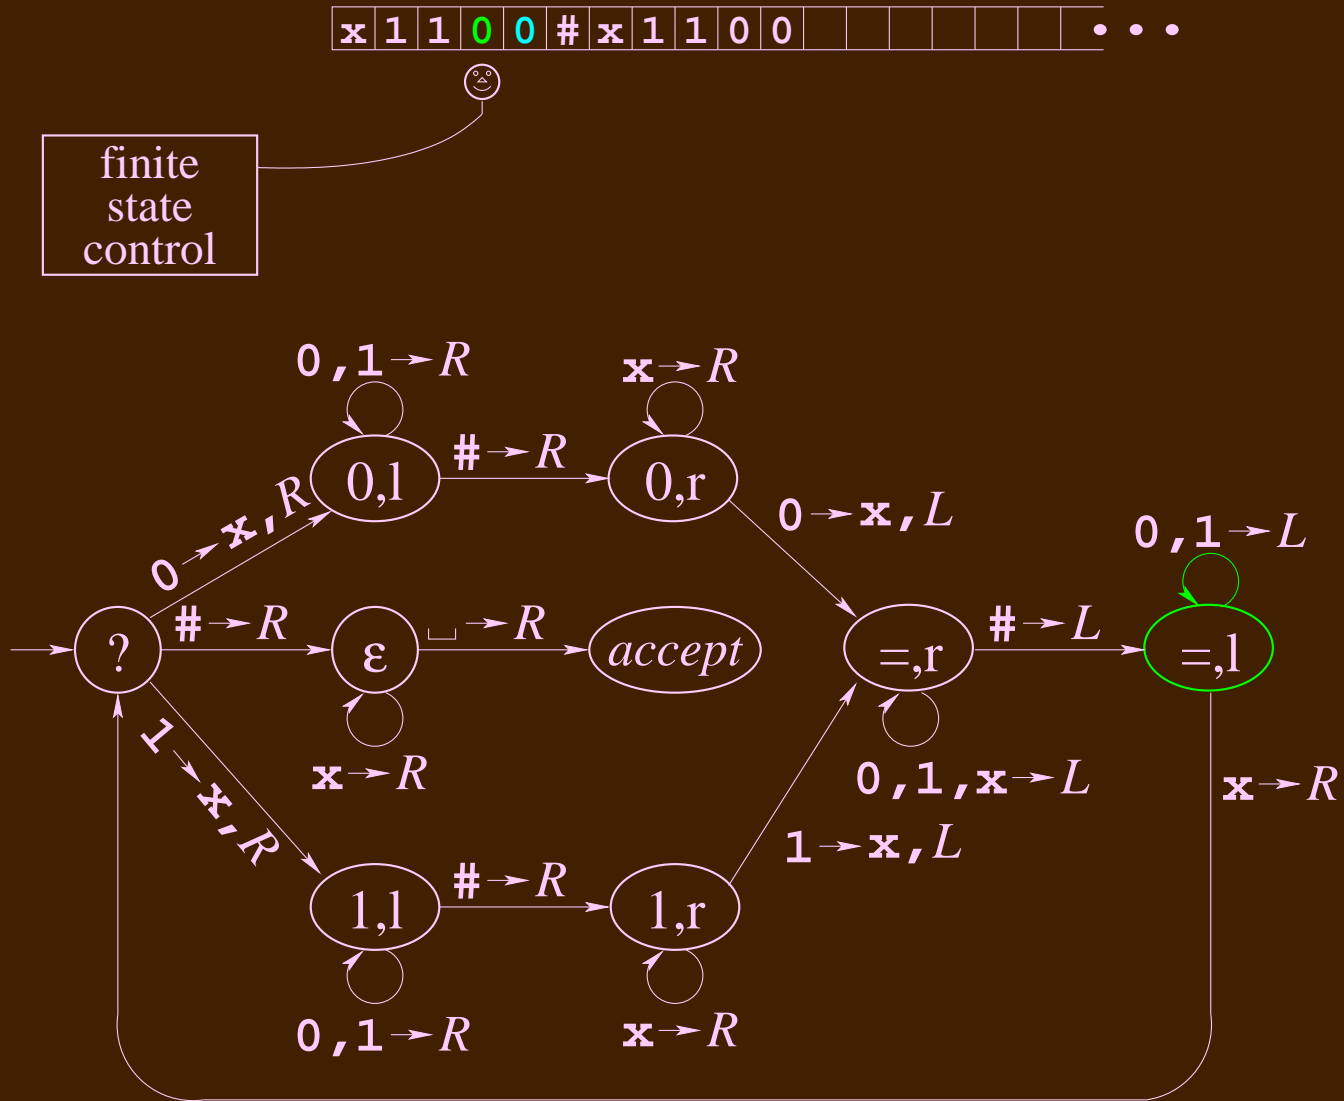 x 1 1 0 0 # x 1 1 0 0 • • •
finite
state
control
0,1→R
x→R
0,l
#→R
0,r
0→x,R
0→x,L
0,1→L
?
#→R
ε
␣→R
accept
=,r
#→L
=,l
1→x,R
x→R
0,1,x→L
x→R
1→x,L
1,l
#→R
1,r
0,1→R
x→R